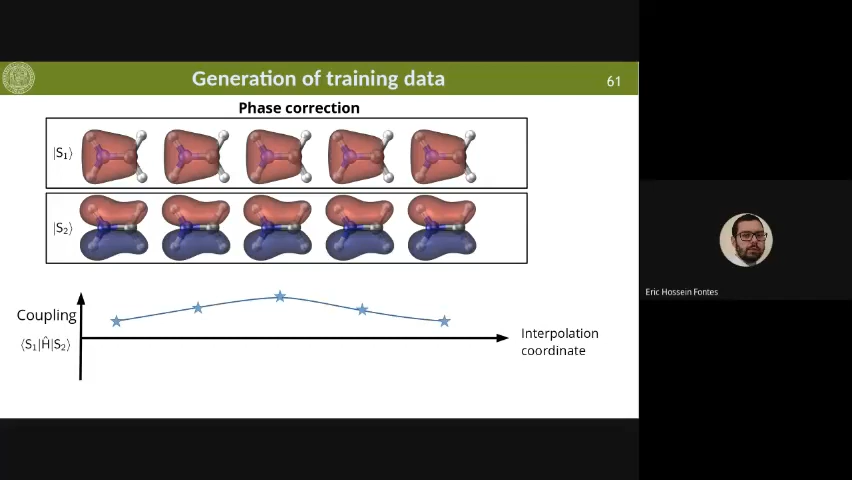 Generation of training data
61
Phase correction
|S₁⟩
|S₂⟩
Coupling
⟨S₁|Ĥ|S₂⟩
Interpolation
coordinate
Eric Hossein Fontes